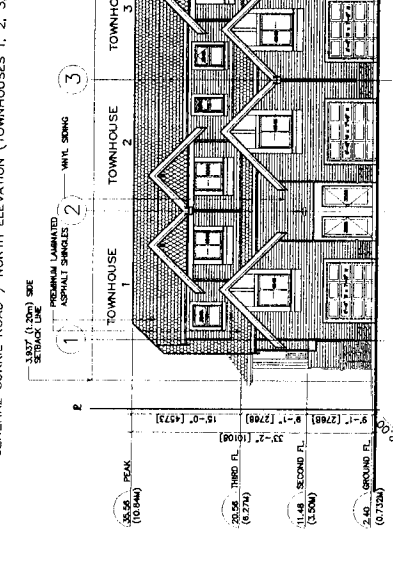 GENERAL CURRIE ROAD / NORTH ELEVATION (TOWNHOUSES 1, 2, 3,
3.937' (1.20m) SIDE
SETBACK LINE
PREMIUM LAMINATED
ASPHALT SHINGLES
VINYL SIDING
1
2
3
TOWNHOUSE
1
TOWNHOUSE
2
TOWNHOUSE
3
15'-0" [4573]
9'-1" [2768]
9'-1" [2768]
33'-2" [10108]
35.56 PEAK
(10.84M)
20.56 THIRD FL.
(6.27M)
11.48 SECOND FL.
(3.50M)
2.40 GROUND FL.
(0.732M)